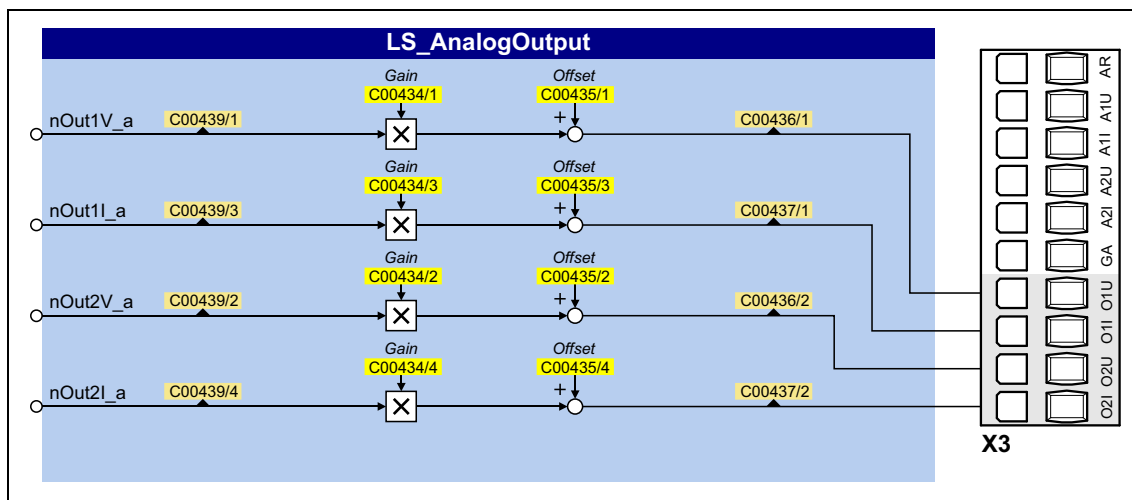 LS_AnalogOutput
Gain
C00434/1
Offset
C00435/1
nOut1V_a
C00439/1
+
C00436/1
Gain
C00434/3
Offset
C00435/3
nOut1I_a
C00439/3
+
C00437/1
Gain
C00434/2
Offset
C00435/2
nOut2V_a
C00439/2
+
C00436/2
Gain
C00434/4
Offset
C00435/4
nOut2I_a
C00439/4
+
C00437/2
AR
A1U
A1I
A2U
A2I
GA
O1U
O1I
O2U
O2I
X3